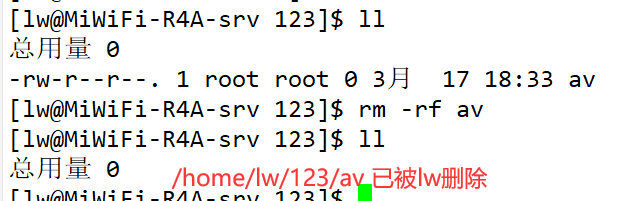 [lw@MiWiFi-R4A-srv 123]$ ll
总用量 0
-rw-r--r--. 1 root root 0 3月  17 18:33 av
[lw@MiWiFi-R4A-srv 123]$ rm -rf av
[lw@MiWiFi-R4A-srv 123]$ ll
总用量 0
/home/lw/123/av 已被lw删除
[lw@MiWiFi-R4A-srv 123]$